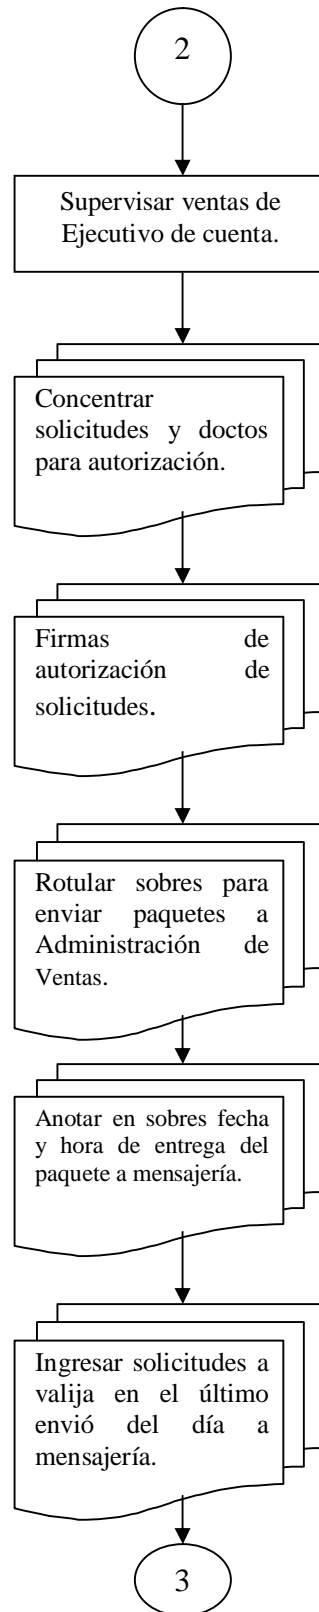 2
Supervisar ventas de
Ejecutivo de cuenta.
Concentrar
solicitudes y doctos
para autorización.
Firmas de
autorización de
solicitudes.
Rotular sobres para
enviar paquetes a
Administración de
Ventas.
Anotar en sobres fecha
y hora de entrega del
paquete a mensajería.
Ingresar solicitudes a
valija en el último
envió del día a
mensajería.
3